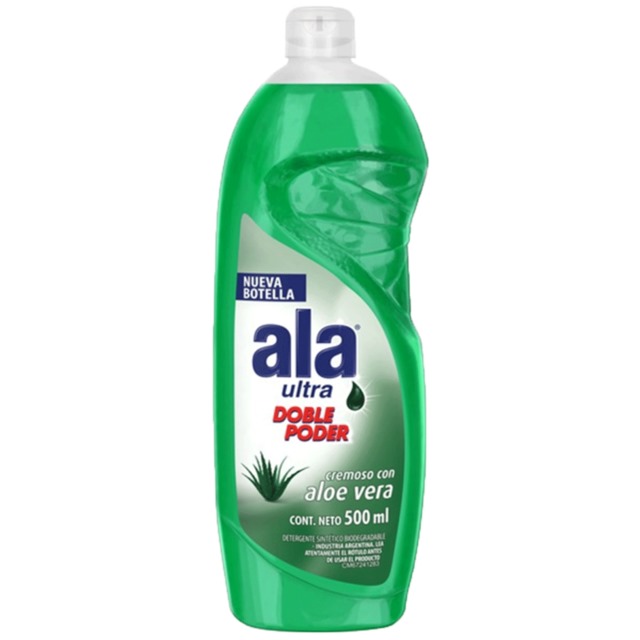 NUEVA
BOTELLA
ala®
ultra
DOBLE
PODER
cremoso con
aloe vera
CONT. NETO 500 ml
DETERGENTE SINTÉTICO BIODEGRADABLE
- INDUSTRIA ARGENTINA. LEA
ATENTAMENTE EL RÓTULO ANTES
DE USAR EL PRODUCTO
CM67241283